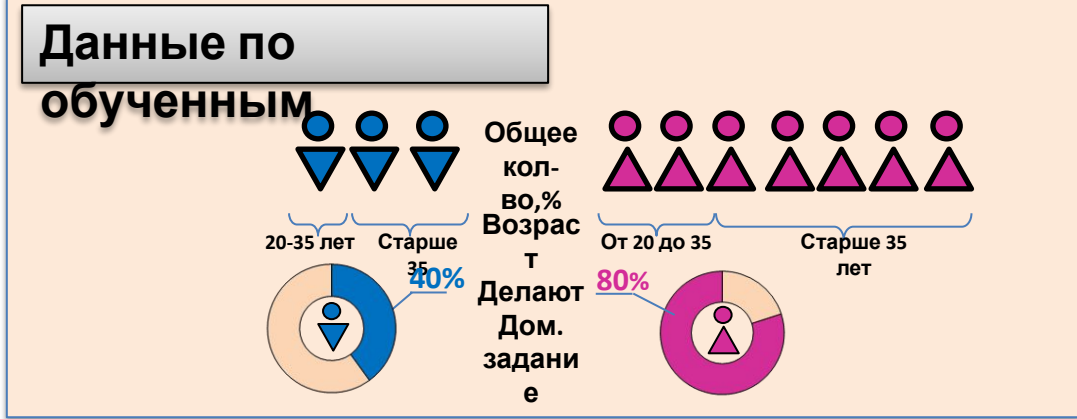 Данные по
обученным
Общее
кол-
во,%
Возрас
т
Делают
Дом.
задани
е
20-35 лет
Старше
35
40%
От 20 до 35
Старше 35
лет
80%